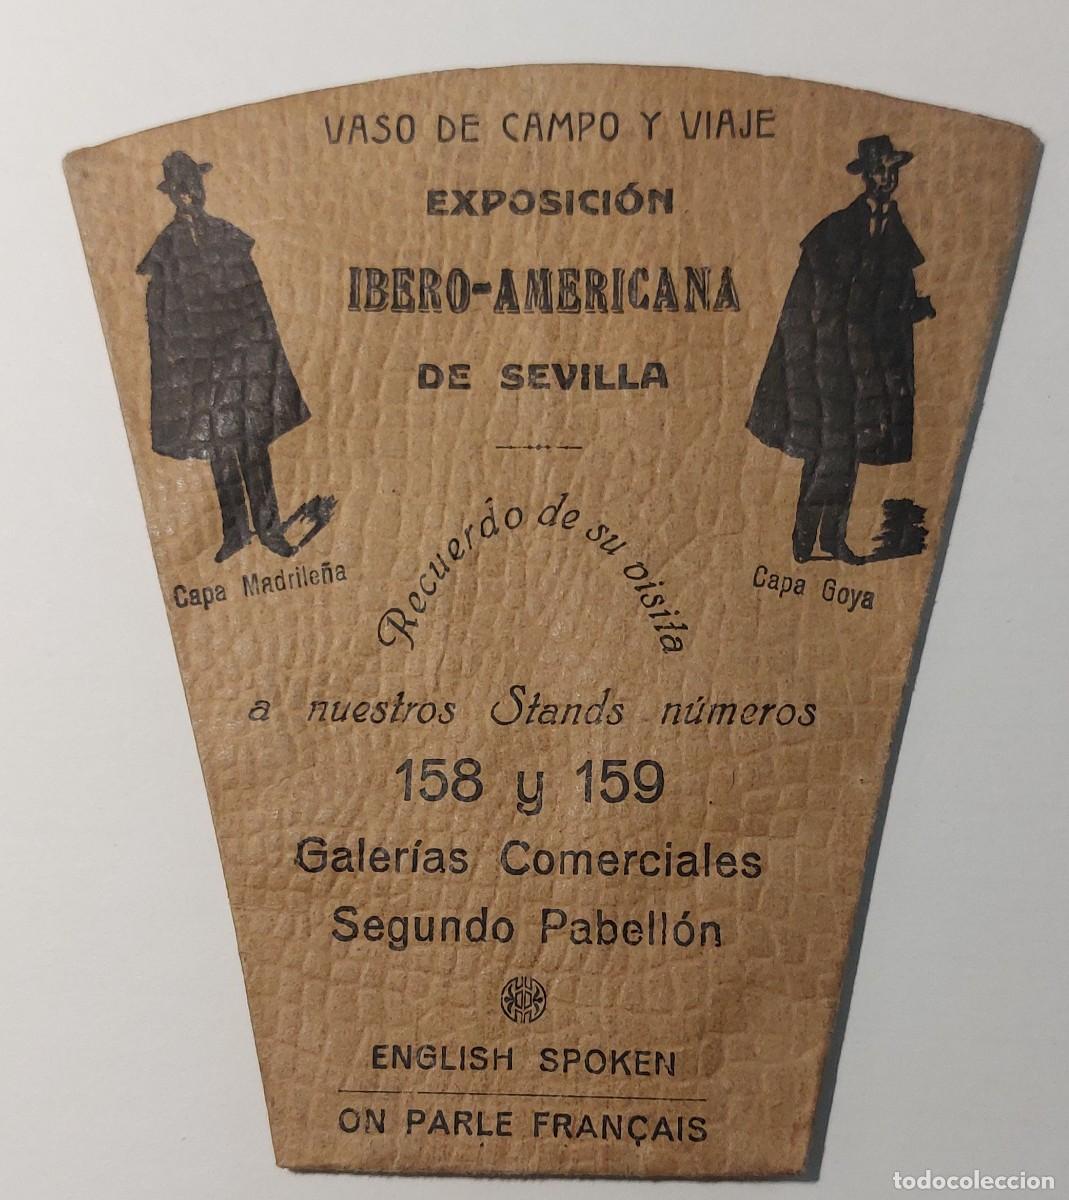 VASO DE CAMPO Y VIAJE
EXPOSICIÓN
IBERO-AMERICANA
DE SEVILLA
Capa Madrileña
Capa Goya
Recuerdo de su visita
a nuestros Stands números
158 y 159
Galerías Comerciales
Segundo Pabellón
ENGLISH SPOKEN
ON PARLE FRANÇAIS
todocoleccion